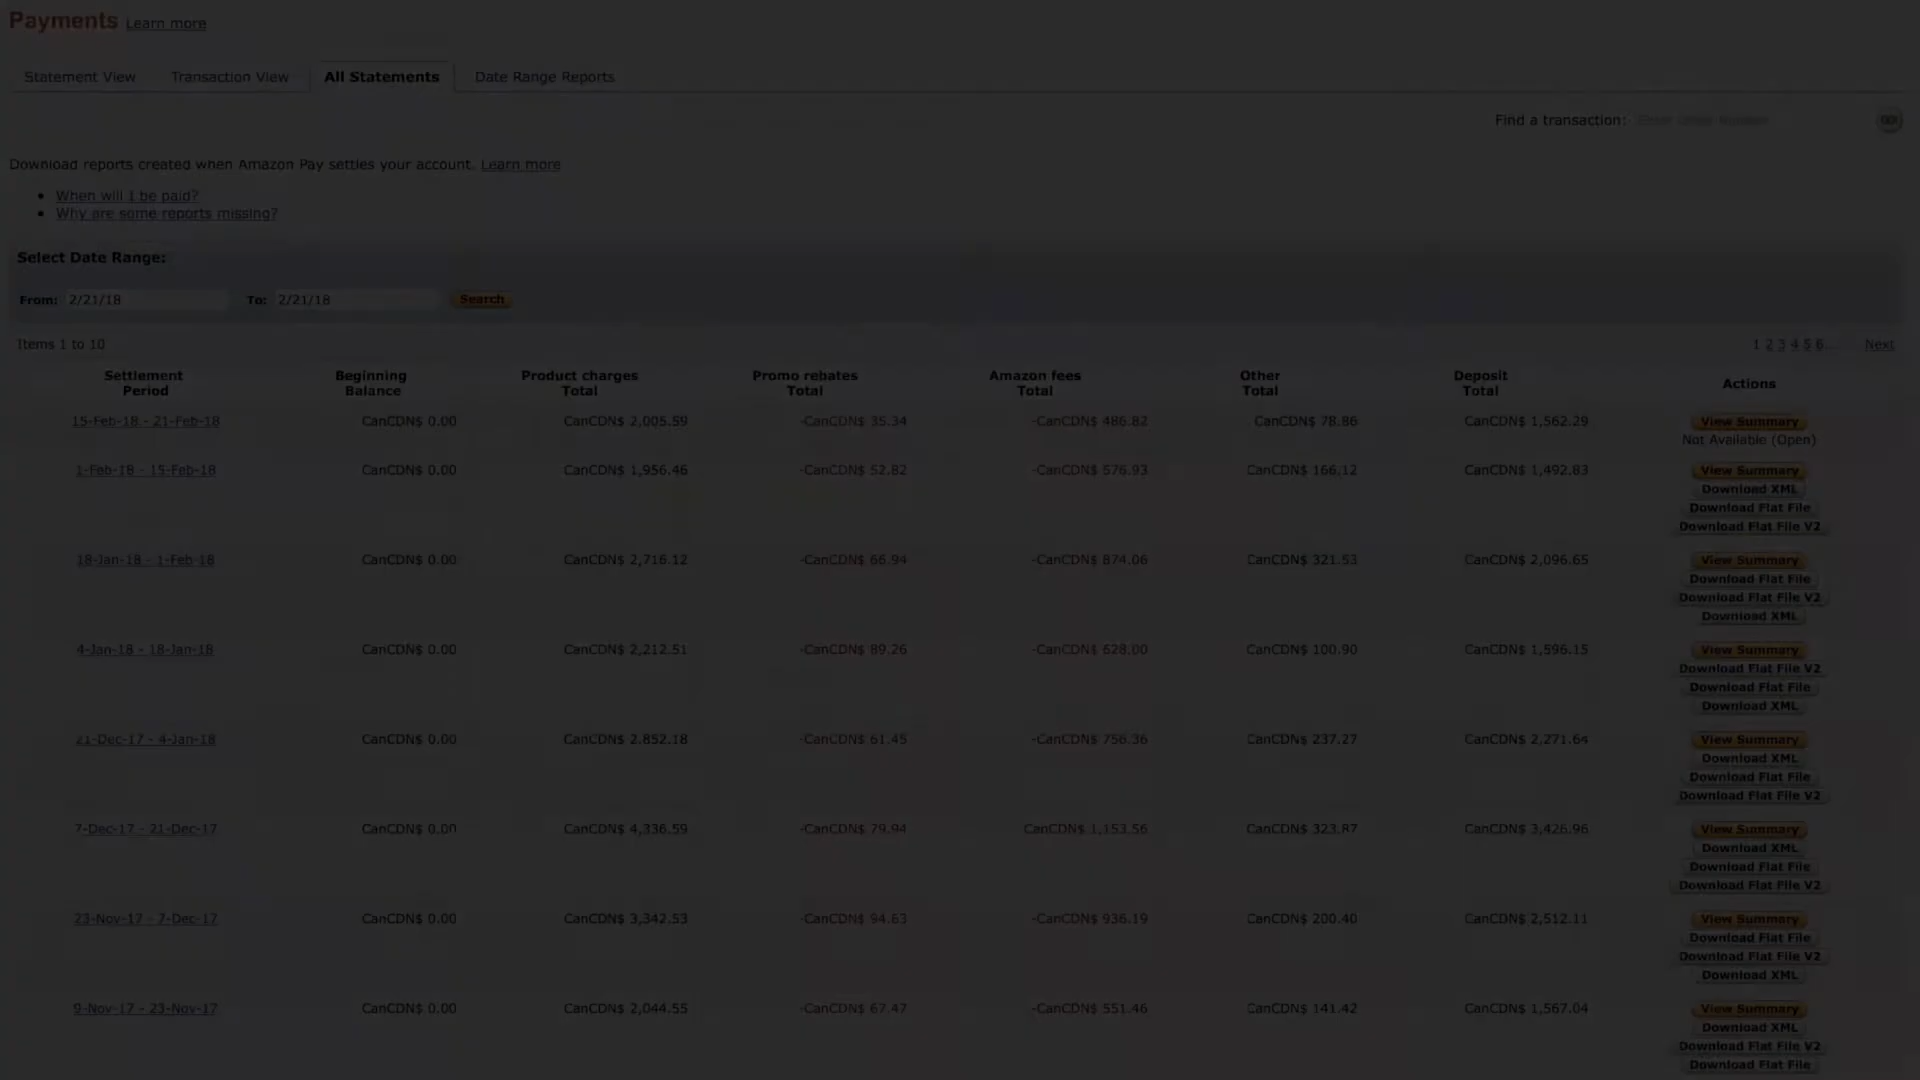 Payments Learn more
Statement View Transaction View All Statements Date Range Reports
Find a transaction:
Download reports created when Amazon Pay settles your account. Learn more
• When will I be paid?
• Why are some reports missing?
Select Date Range:
From: 2/21/18 To: 2/21/18 Search
Items 1 to 10 1 2 3 4 5 6... Next
Settlement Period Beginning Balance Product charges Total Promo rebates Total Amazon fees Total Other Total Deposit Total Actions
15-Feb-18 - 21-Feb-18 CanCDN$ 0.00 CanCDN$ 2,005.59 -CanCDN$ 35.34 -CanCDN$ 486.82 CanCDN$ 78.86 CanCDN$ 1,562.29 View Summary
Not Available (Open)
1-Feb-18 - 15-Feb-18 CanCDN$ 0.00 CanCDN$ 1,956.46 -CanCDN$ 52.82 -CanCDN$ 576.93 CanCDN$ 166.12 CanCDN$ 1,492.83 View Summary
Download XML
Download Flat File
Download Flat File V2
18-Jan-18 - 1-Feb-18 CanCDN$ 0.00 CanCDN$ 2,716.12 -CanCDN$ 66.94 -CanCDN$ 874.06 CanCDN$ 321.53 CanCDN$ 2,096.65 View Summary
Download Flat File
Download Flat File V2
Download XML
4-Jan-18 - 18-Jan-18 CanCDN$ 0.00 CanCDN$ 2,212.51 -CanCDN$ 89.26 -CanCDN$ 628.00 CanCDN$ 100.90 CanCDN$ 1,596.15 View Summary
Download Flat File V2
Download Flat File
Download XML
21-Dec-17 - 4-Jan-18 CanCDN$ 0.00 CanCDN$ 2.852.18 -CanCDN$ 61.45 -CanCDN$ 756.36 CanCDN$ 237.27 CanCDN$ 2,271.64 View Summary
Download XML
Download Flat File
Download Flat File V2
7-Dec-17 - 21-Dec-17 CanCDN$ 0.00 CanCDN$ 4,336.59 -CanCDN$ 79.94 CanCDN$ 1,153.56 CanCDN$ 323.87 CanCDN$ 3,426.96 View Summary
Download XML
Download Flat File
Download Flat File V2
23-Nov-17 - 7-Dec-17 CanCDN$ 0.00 CanCDN$ 3,342.53 -CanCDN$ 94.63 -CanCDN$ 936.19 CanCDN$ 200.40 CanCDN$ 2,512.11 View Summary
Download Flat File
Download Flat File V2
Download XML
9-Nov-17 - 23-Nov-17 CanCDN$ 0.00 CanCDN$ 2,044.55 -CanCDN$ 67.47 -CanCDN$ 551.46 CanCDN$ 141.42 CanCDN$ 1,567.04 View Summary
Download XML
Download Flat File V2
Download Flat File